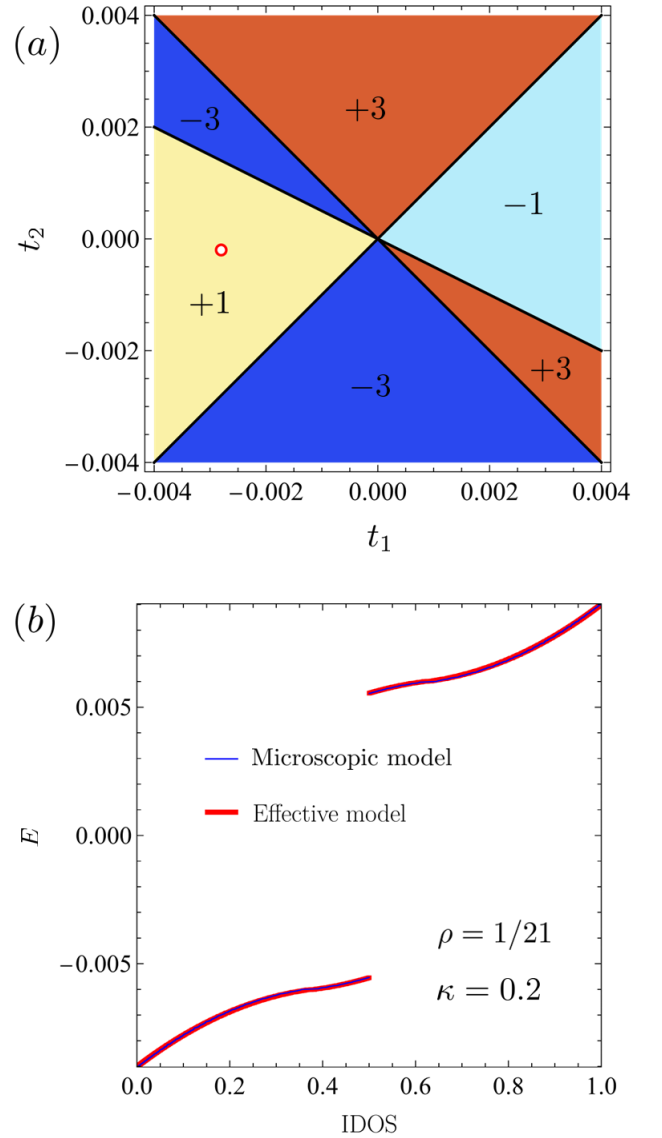 (a)
0.004
0.002
0.000
−0.002
−0.004
t₂
−3
+3
−1
+1
−3
+3
−0.004 −0.002 0.000 0.002 0.004
t₁
(b)
0.005
0.000
−0.005
E
Microscopic model
Effective model
ρ = 1/21
κ = 0.2
0.0 0.2 0.4 0.6 0.8 1.0
IDOS